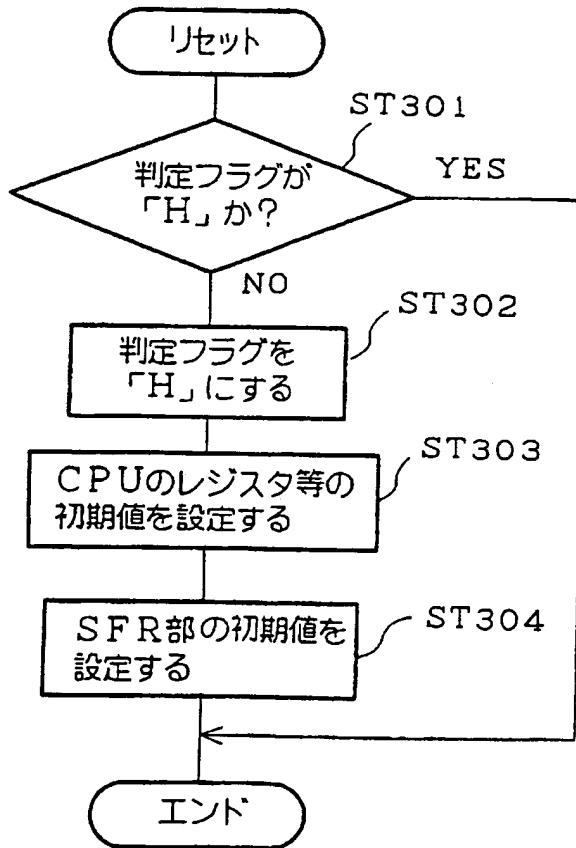 リセット
ST301
判定フラグが
「H」か?
YES
NO
ST302
判定フラグを
「H」にする
ST303
CPUのレジスタ等の
初期値を設定する
ST304
SFR部の初期値を
設定する
エンド